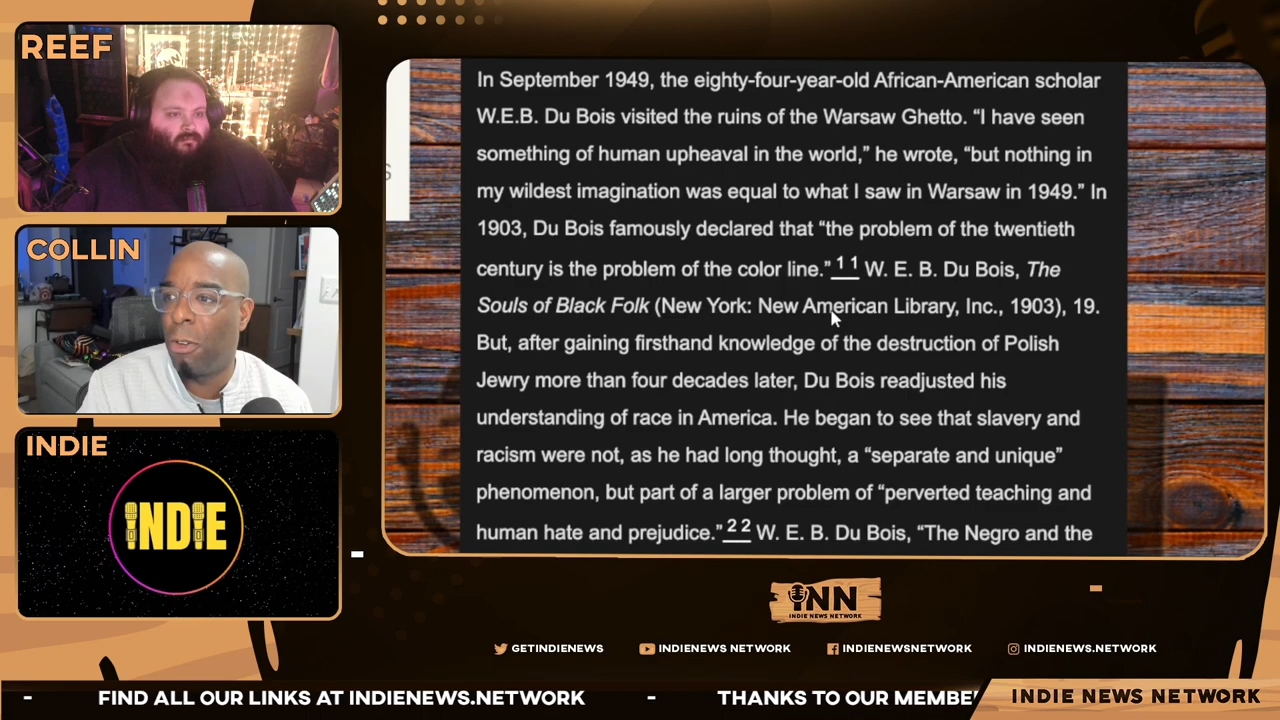 REEF
COLLIN
INDIE
INDIE
In September 1949, the eighty-four-year-old African-American scholar
W.E.B. Du Bois visited the ruins of the Warsaw Ghetto. “I have seen
something of human upheaval in the world,” he wrote, “but nothing in
my wildest imagination was equal to what I saw in Warsaw in 1949.” In
1903, Du Bois famously declared that “the problem of the twentieth
century is the problem of the color line.” 1 1 W. E. B. Du Bois, The
Souls of Black Folk (New York: New American Library, Inc., 1903), 19.
But, after gaining firsthand knowledge of the destruction of Polish
Jewry more than four decades later, Du Bois readjusted his
understanding of race in America. He began to see that slavery and
racism were not, as he had long thought, a “separate and unique”
phenomenon, but part of a larger problem of “perverted teaching and
human hate and prejudice.” 2 2 W. E. B. Du Bois, “The Negro and the
s
INN
INDIE NEWS NETWORK
GETINDIENEWS INDIENEWS NETWORK INDIENEWSNETWORK INDIENEWS.NETWORK
- FIND ALL OUR LINKS AT INDIENEWS.NETWORK - THANKS TO OUR MEMBE
INDIE NEWS NETWORK